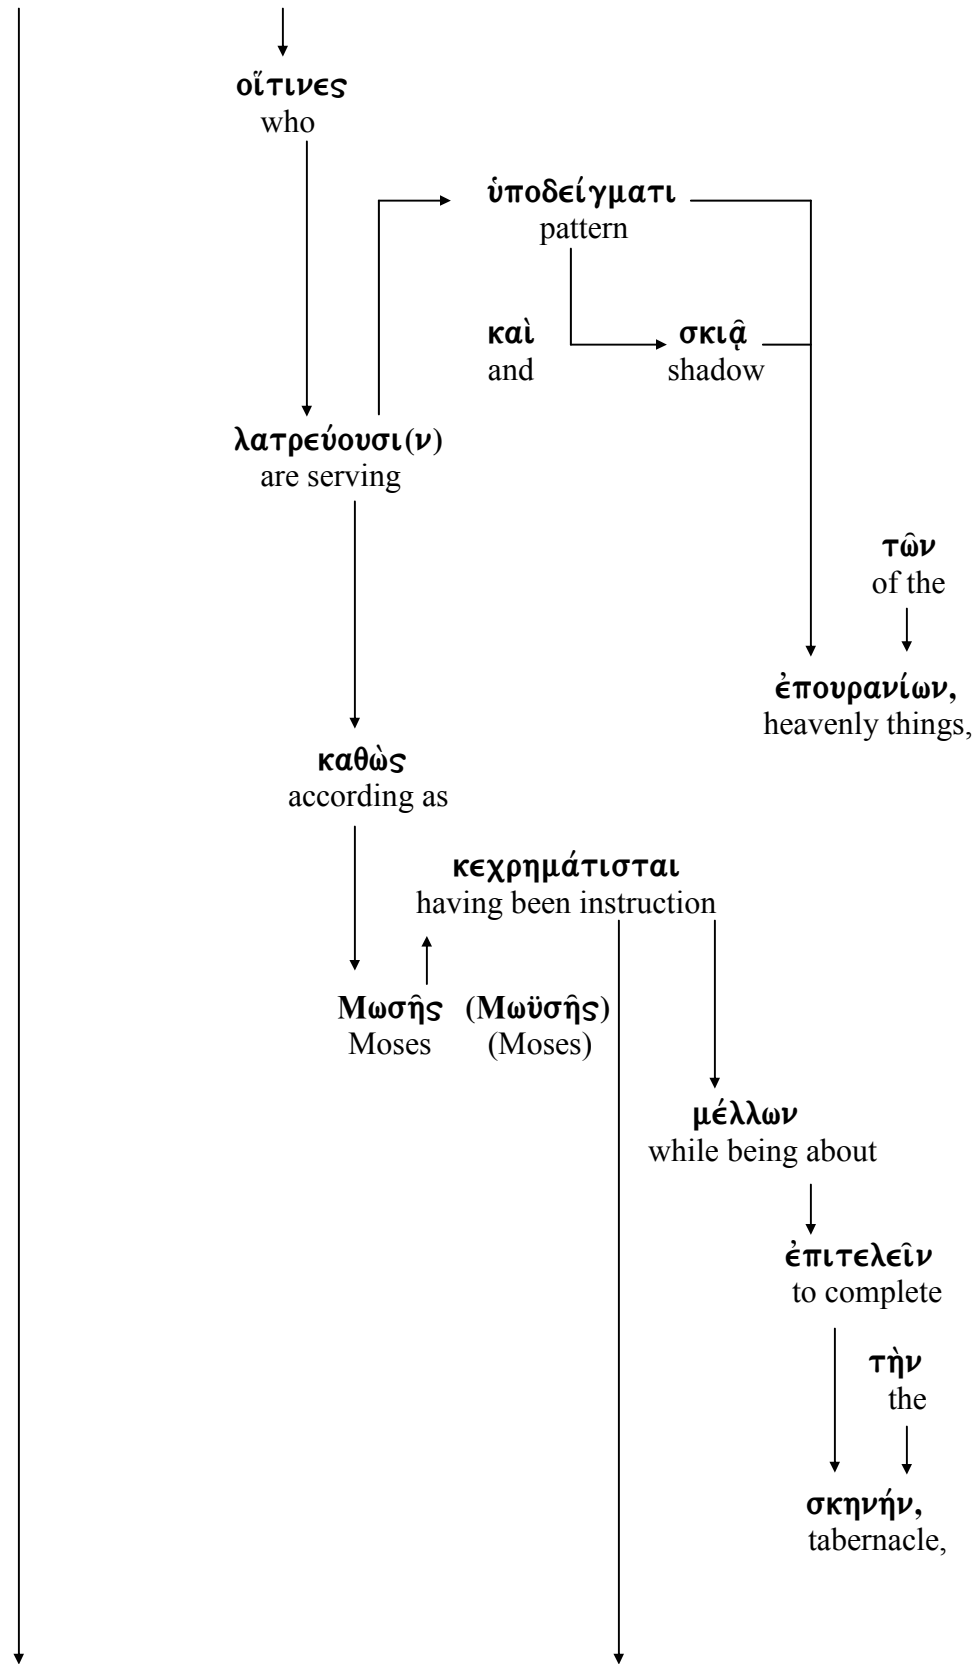 οἵτινες
who
ὑποδείγματι
pattern
καὶ σκιᾷ
and shadow
λατρεύουσι(ν)
are serving
τῶν
of the
ἐπουρανίων,
heavenly things,
καθὼς
according as
κεχρημάτισται
having been instruction
Μωσῆς (Μωϋσῆς)
Moses (Moses)
μέλλων
while being about
ἐπιτελεῖν
to complete
τὴν
the
σκηνήν,
tabernacle,